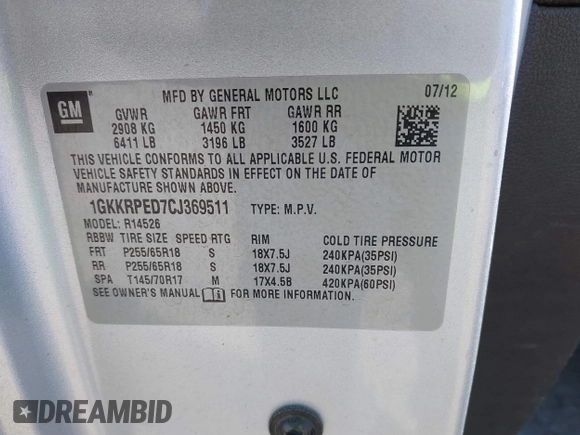 GM
MFD BY GENERAL MOTORS LLC 07/12
GVWR GAWR FRT GAWR RR
2908 KG 1450 KG 1600 KG
6411 LB 3196 LB 3527 LB
THIS VEHICLE CONFORMS TO ALL APPLICABLE U.S. FEDERAL MOTOR
VEHICLE SAFETY STANDARDS IN EFFECT ON THE DATE OF
MANUFACTURE SHOWN ABOVE.
1GKKRPED7CJ369511 TYPE: M.P.V.
MODEL: R14526
RBBW TIRE SIZE SPEED RTG RIM COLD TIRE PRESSURE
FRT P255/65R18 S 18X7.5J 240KPA(35PSI)
RR P255/65R18 S 18X7.5J 240KPA(35PSI)
SPA T145/70R17 M 17X4.5B 420KPA(60PSI)
SEE OWNER'S MANUAL FOR MORE INFORMATION.
DREAMBID